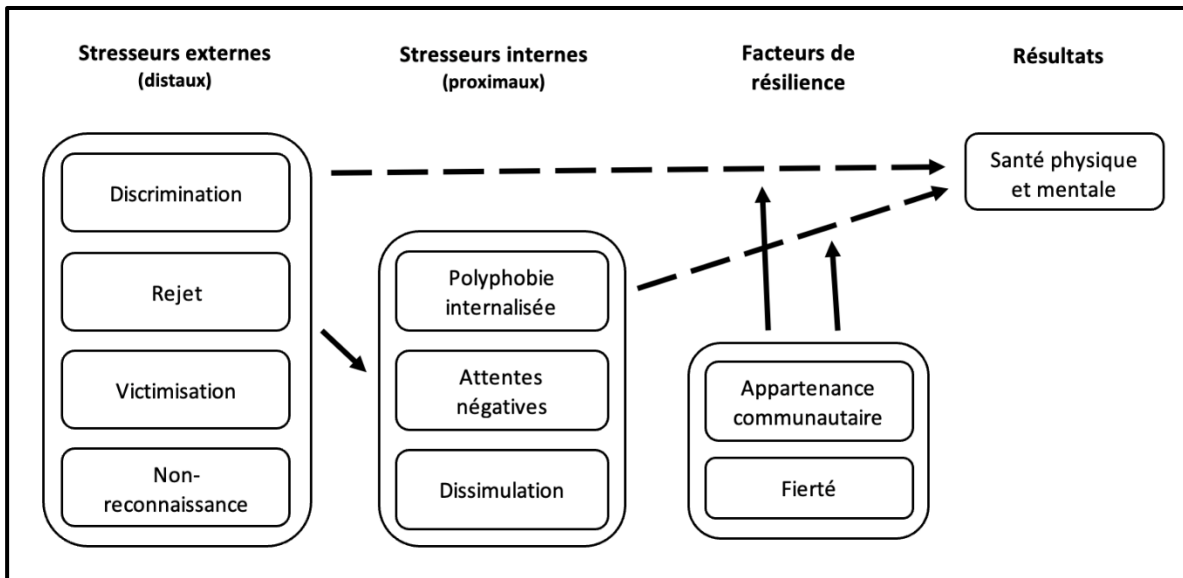 Stresseurs externes
(distaux)
Stresseurs internes
(proximaux)
Facteurs de
résilience
Résultats
Discrimination
Rejet
Victimisation
Non-
reconnaissance
Polyphobie
internalisée
Attentes
négatives
Dissimulation
Appartenance
communautaire
Fierté
Santé physique
et mentale